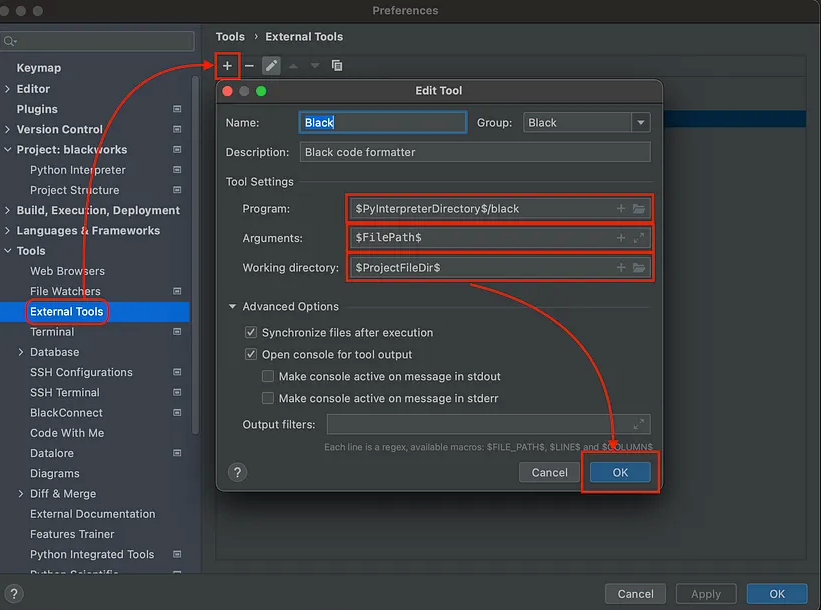 Preferences
Tools › External Tools
Keymap
Editor
Plugins
Version Control
Project: blackworks
Python Interpreter
Project Structure
Build, Execution, Deployment
Languages & Frameworks
Tools
Web Browsers
File Watchers
External Tools
Terminal
Database
SSH Configurations
SSH Terminal
BlackConnect
Code With Me
Datalore
Diagrams
Diff & Merge
External Documentation
Features Trainer
Python Integrated Tools
Python Scientific
Edit Tool
Name: Black Group: Black
Description: Black code formatter
Tool Settings
Program: $PyInterpreterDirectory$/black
Arguments: $FilePath$
Working directory: $ProjectFileDir$
Advanced Options
Synchronize files after execution
Open console for tool output
Make console active on message in stdout
Make console active on message in stderr
Output filters:
Each line is a regex, available macros: $FILE_PATH$, $LINE$ and $COLUMN$
? Cancel OK
? Cancel Apply OK